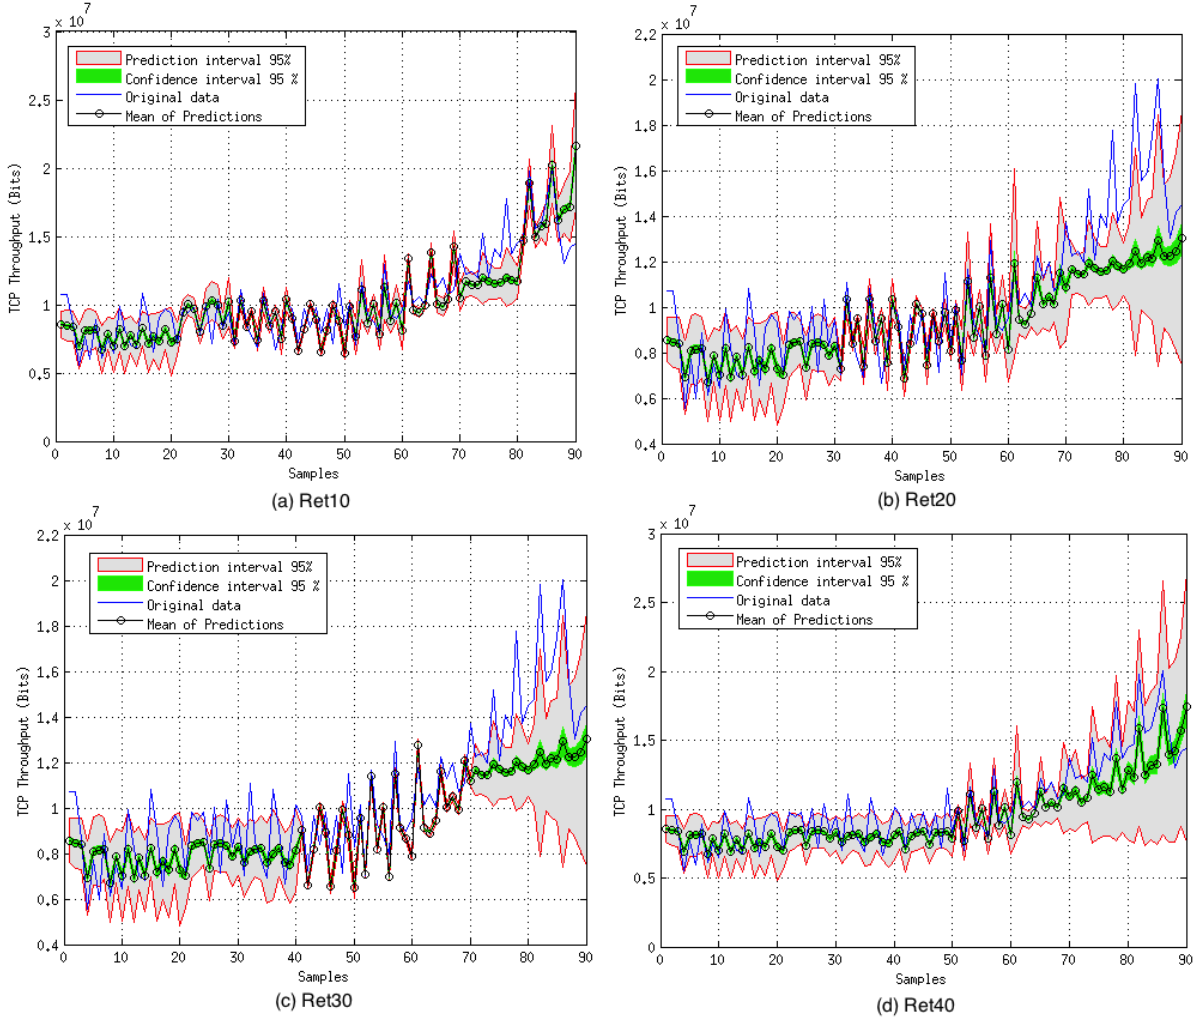 × 10^7
3
2.5
2
1.5
1
0.5
0
TCP Throughput (Bits)
Prediction interval 95%
Confidence interval 95 %
Original data
Mean of Predictions
0 10 20 30 40 50 60 70 80 90
Samples
(a) Ret10
× 10^7
2.2
2
1.8
1.6
1.4
1.2
1
0.8
0.6
0.4
TCP Throughput (Bits)
Prediction interval 95%
Confidence interval 95 %
Original data
Mean of Predictions
0 10 20 30 40 50 60 70 80 90
Samples
(b) Ret20
× 10^7
2.2
2
1.8
1.6
1.4
1.2
1
0.8
0.6
0.4
TCP Throughput (Bits)
Prediction interval 95%
Confidence interval 95 %
Original data
Mean of Predictions
0 10 20 30 40 50 60 70 80 90
Samples
(c) Ret30
× 10^7
3
2.5
2
1.5
1
0.5
0
TCP Throughput (Bits)
Prediction interval 95%
Confidence interval 95 %
Original data
Mean of Predictions
0 10 20 30 40 50 60 70 80 90
Samples
(d) Ret40